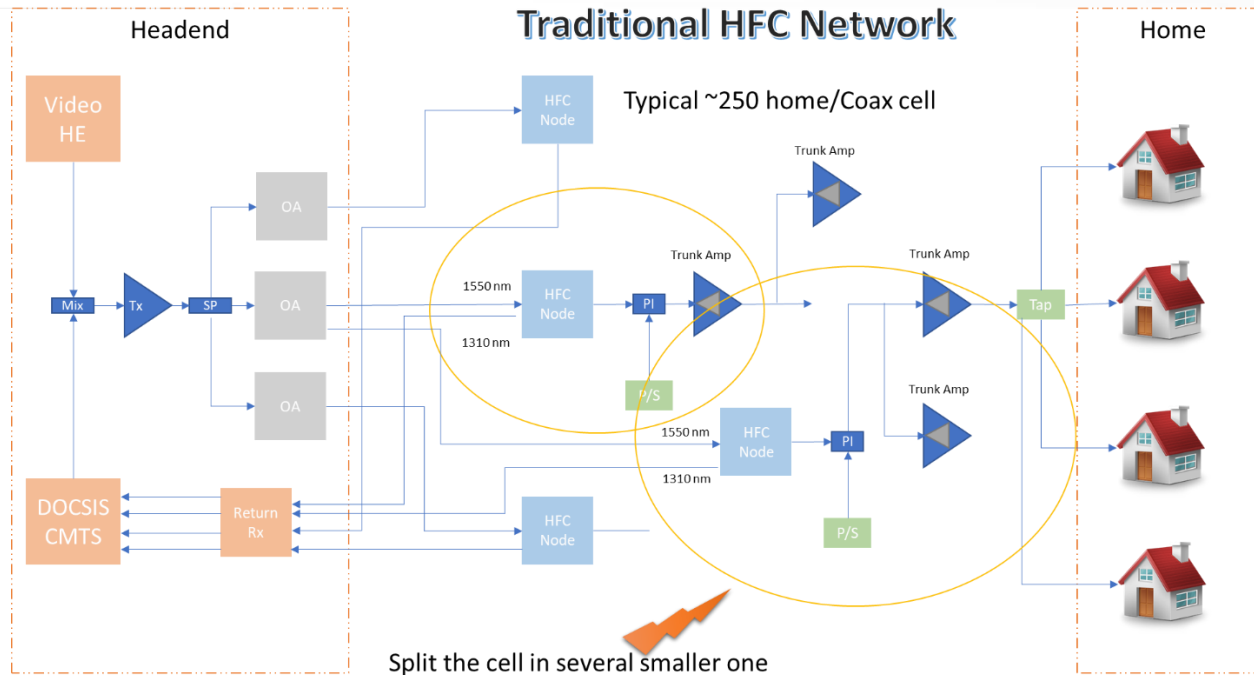 Traditional HFC Network
Headend
Home
Video
HE
HFC
Node
Typical ~250 home/Coax cell
Trunk Amp
OA
Trunk Amp
Trunk Amp
1550 nm
HFC
Node
PI
Mix
Tx
SP
OA
Tap
1310 nm
P/S
Trunk Amp
OA
1550 nm
HFC
Node
PI
1310 nm
DOCSIS
CMTS
Return
Rx
HFC
Node
P/S
Split the cell in several smaller one